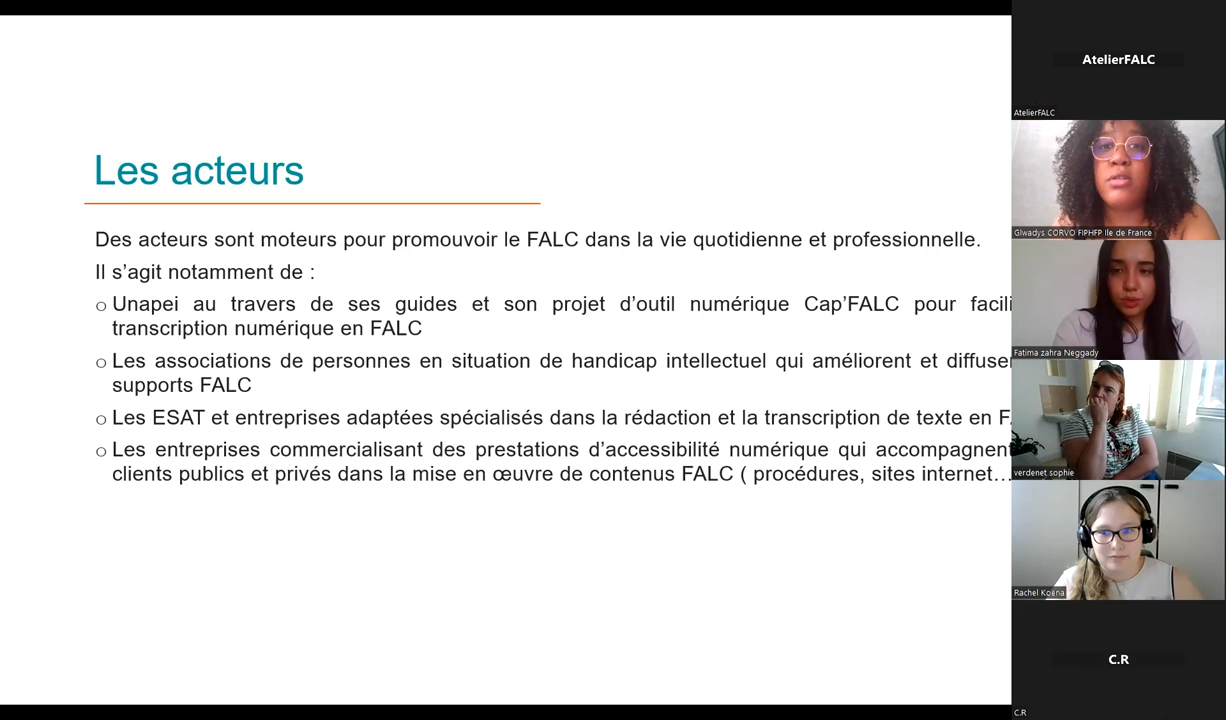 Les acteurs
Des acteurs sont moteurs pour promouvoir le FALC dans la vie quotidienne et professionnelle.
Il s’agit notamment de :
Unapei au travers de ses guides et son projet d’outil numérique Cap’FALC pour facili
transcription numérique en FALC
Les associations de personnes en situation de handicap intellectuel qui améliorent et
supports FALC
Les ESAT et entreprises adaptées spécialisés dans la rédaction et la transcription de texte en
Les entreprises commercialisant des prestations d’accessibilité numérique qui accompagnent
clients publics et privés dans la mise en œuvre de contenus FALC ( procédures, sites internet…
AtelierFALC
AtelierFALC
Glwadys CORVO FIPHFP Ile de France
Fatima zahra Neggady
verdenet sophie
Rachel Koena
C.R
C.R